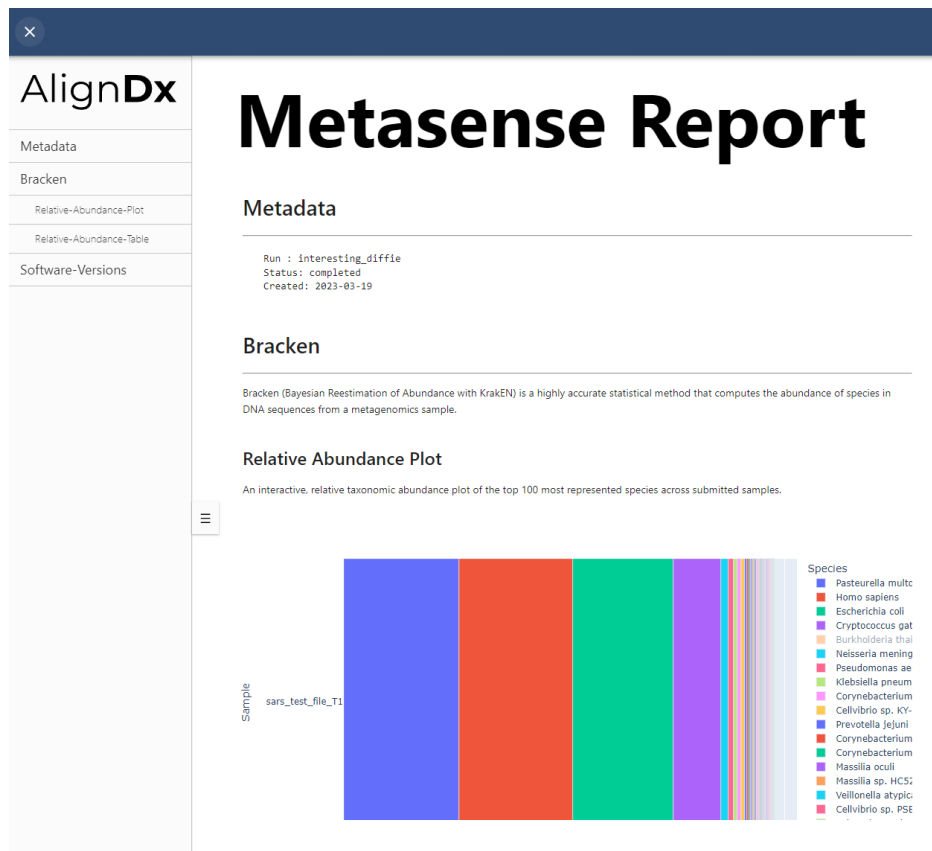 AlignDx
Metadata
Bracken
Relative-Abundance-Plot
Relative-Abundance-Table
Software-Versions
Metasense Report
Metadata
Run : interesting_diffie
Status: completed
Created: 2023-03-19
Bracken
Bracken (Bayesian Reestimation of Abundance with KrakEN) is a highly accurate statistical method that computes the abundance of species in
DNA sequences from a metagenomics sample.
Relative Abundance Plot
An interactive, relative taxonomic abundance plot of the top 100 most represented species across submitted samples.
Sample
sars_test_file_T1
Species
Pasteurella multc
Homo sapiens
Escherichia coli
Cryptococcus gat
Burkholderia thai
Neisseria mening
Pseudomonas ae
Klebsiella pneum
Corynebacterium
Cellvibrio sp. KY-
Prevotella jejuni
Corynebacterium
Corynebacterium
Massilia oculi
Massilia sp. HC52
Veillonella atypic
Cellvibrio sp. PSE